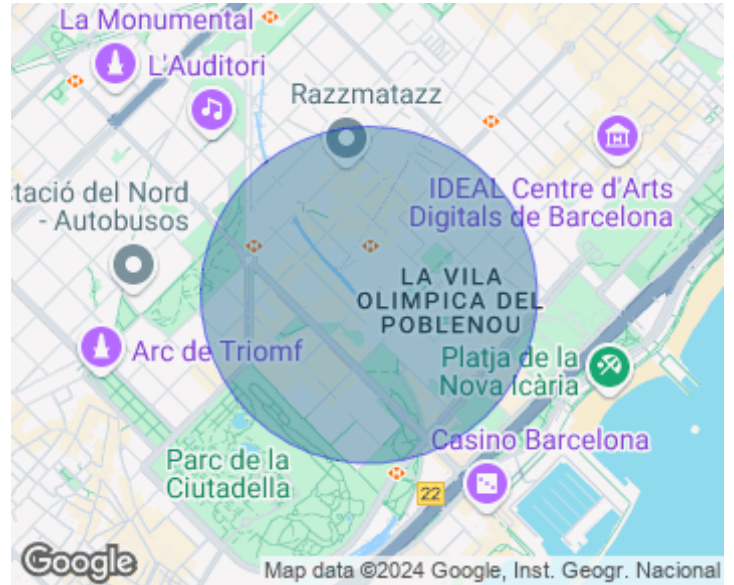 La Monumental
L'Auditori
Razzmatazz
tació del Nord
- Autobusos
IDEAL Centre d'Arts
Digitals de Barcelona
LA VILA
OLIMPICA DEL
POBLENOU
Arc de Triomf
Platja de la
Nova Icària
Casino Barcelona
Parc de la
Ciutadella
22
Google
Map data ©2024 Google, Inst. Geogr. Nacional